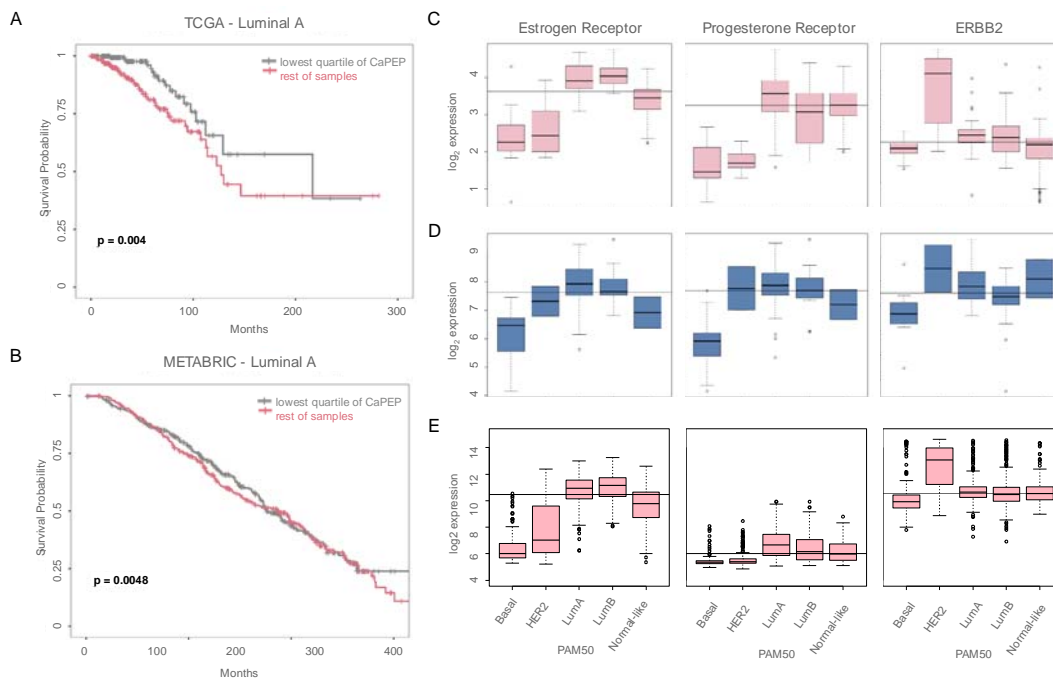 A
TCGA - Luminal A
lowest quartile of CaPEP
rest of samples
Survival Probability
1
0.75
0.5
0.25
0
p = 0.004
0
100
200
300
Months
B
METABRIC - Luminal A
lowest quartile of CaPEP
rest of samples
Survival Probability
1
0.75
0.5
0.25
0
p = 0.0048
0
100
200
300
400
Months
C
Estrogen Receptor
Progesterone Receptor
ERBB2
log2 expression
4
3
2
1
D
log2 expression
9
8
7
6
5
4
E
log2 expression
14
12
10
8
6
4
Basal
HER2
LumA
LumB
Normal-like
Basal
HER2
LumA
LumB
Normal-like
Basal
HER2
LumA
LumB
Normal-like
PAM50
PAM50
PAM50